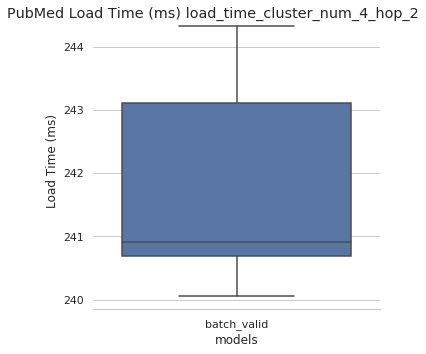 PubMed Load Time (ms) load_time_cluster_num_4_hop_2
244
243
242
241
240
Load Time (ms)
batch_valid
models